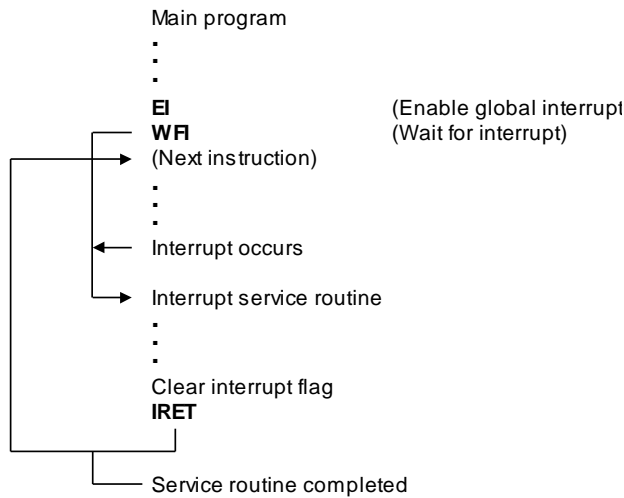 Main program
EI (Enable global interrupt
WFI (Wait for interrupt)
(Next instruction)
Interrupt occurs
Interrupt service routine
Clear interrupt flag
IRET
Service routine completed